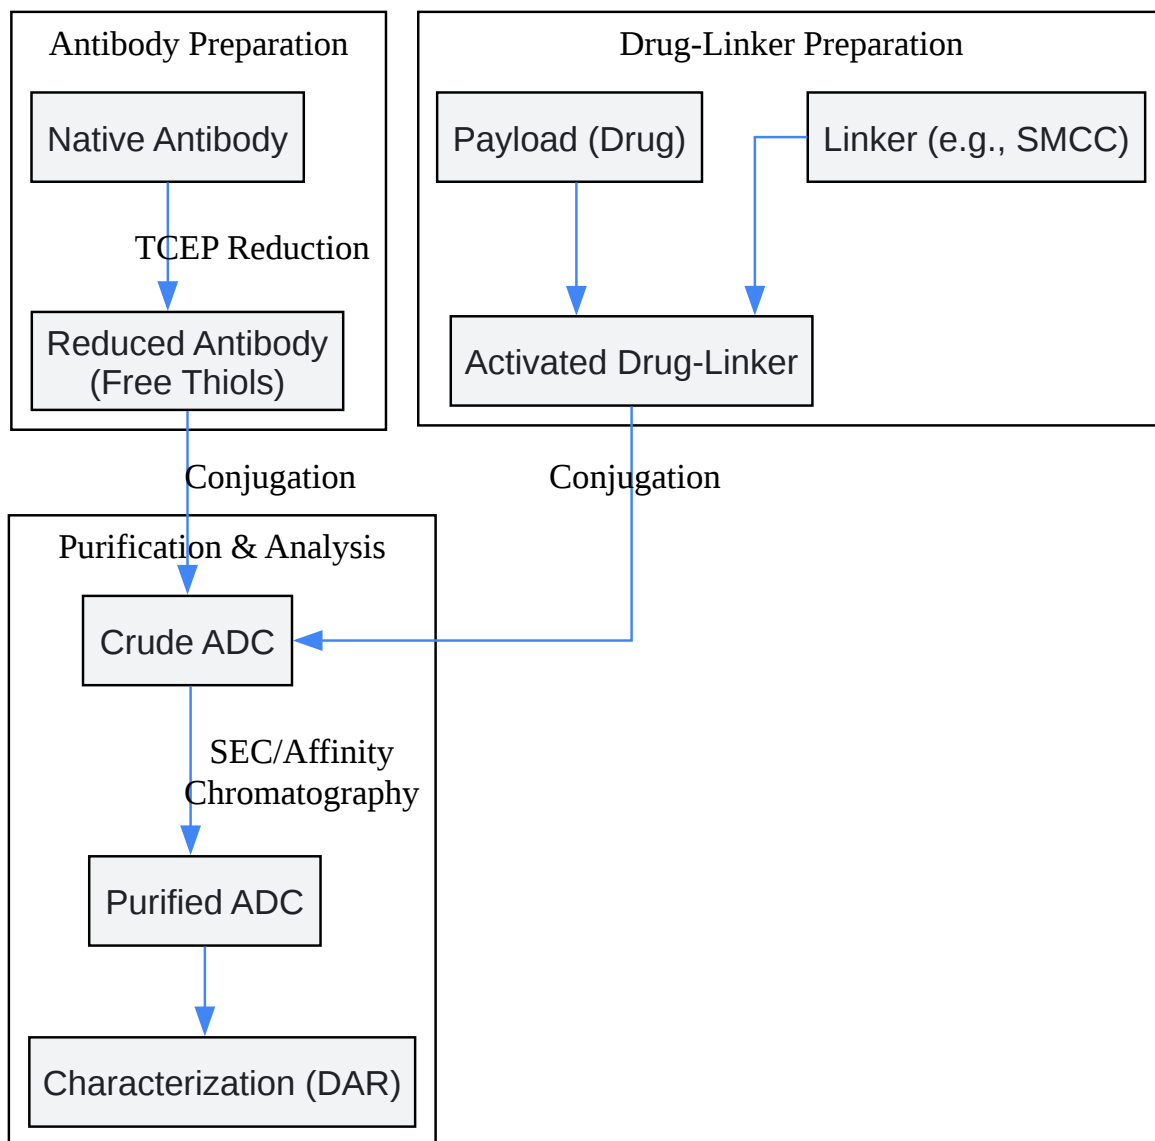 Antibody Preparation
Native Antibody
TCEP Reduction
Reduced Antibody
(Free Thiols)
Drug-Linker Preparation
Payload (Drug)
Linker (e.g., SMCC)
Activated Drug-Linker
Conjugation
Conjugation
Purification & Analysis
Crude ADC
SEC/Affinity
Chromatography
Purified ADC
Characterization (DAR)